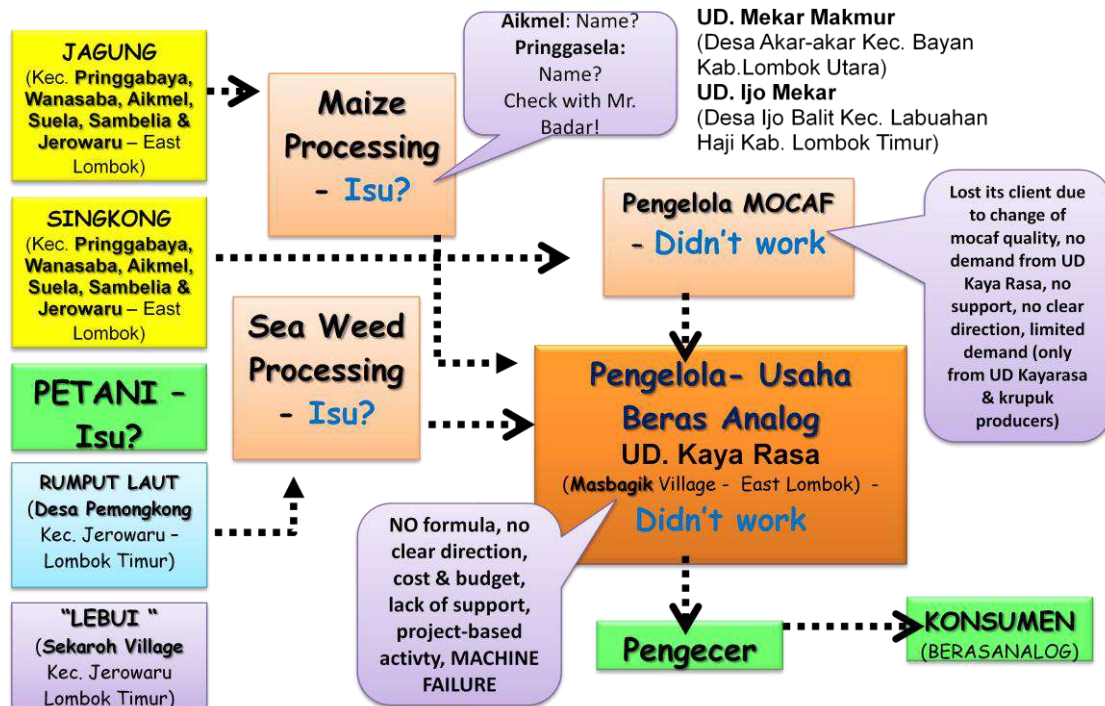 JAGUNG
(Kec. Pringgabaya,
Wanasaba, Aikmel,
Suela, Sambelia &
Jerowaru – East
Lombok)
SINGKONG
(Kec. Pringgabaya,
Wanasaba, Aikmel,
Suela, Sambelia &
Jerowaru – East
Lombok)
PETANI –
Isu?
RUMPUT LAUT
(Desa Pemongkong
Kec. Jerowaru –
Lombok Timur)
"LEBUI "
(Sekaroh Village
Kec. Jerowaru
Lombok Timur)
Maize
Processing
- Isu?
Aikmel: Name?
Pringgasela:
Name?
Check with Mr.
Badar!
Sea Weed
Processing
- Isu?
UD. Mekar Makmur
(Desa Akar-akar Kec. Bayan
Kab.Lombok Utara)
UD. Ijo Mekar
(Desa Ijo Balit Kec. Labuahan
Haji Kab. Lombok Timur)
Pengelola MOCAF
- Didn't work
Lost its client due
to change of
mocaf quality, no
demand from UD
Kaya Rasa, no
support, no clear
direction, limited
demand (only
from UD Kayarasa
& krupuk
producers)
Pengelola- Usaha
Beras Analog
UD. Kaya Rasa
(Masbagik Village - East Lombok) -
Didn't work
NO formula, no
clear direction,
cost & budget,
lack of support,
project-based
activty, MACHINE
FAILURE
Pengecer
KONSUMEN
(BERASANALOG)